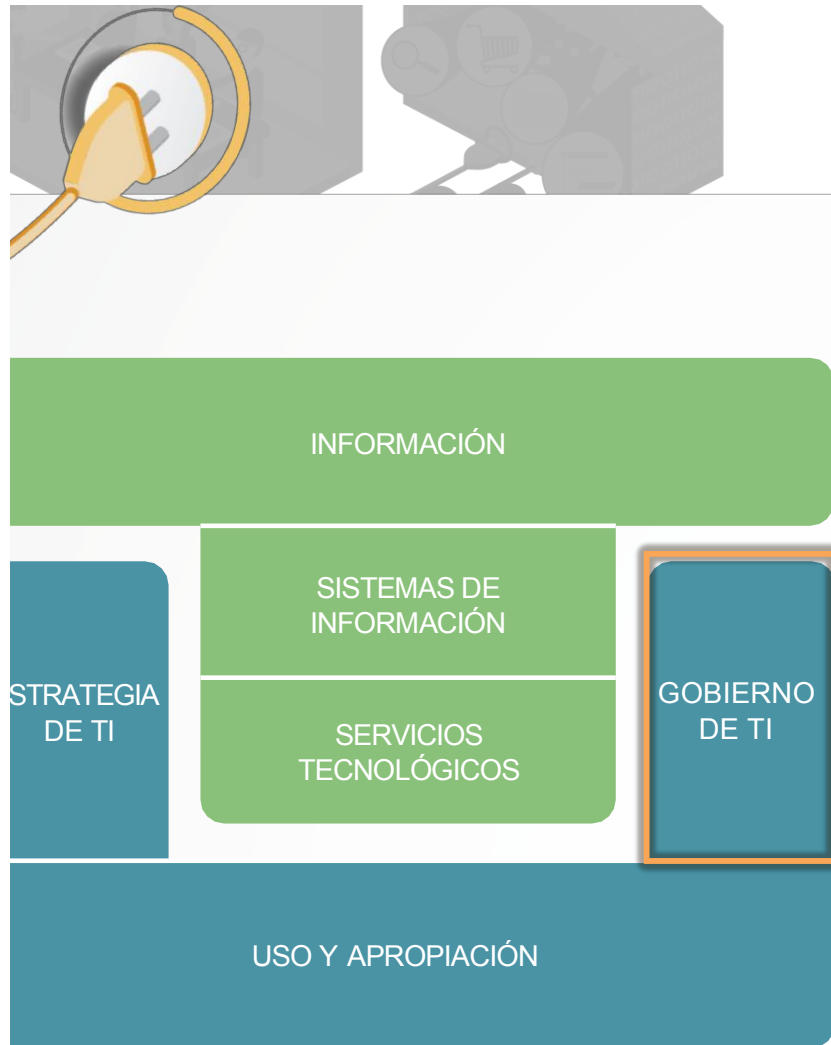 INFORMACIÓN
SISTEMAS DE
INFORMACIÓN
STRATEGIA
DE TI
SERVICIOS
TECNOLÓGICOS
GOBIERNO
DE TI
USO Y APROPIACIÓN